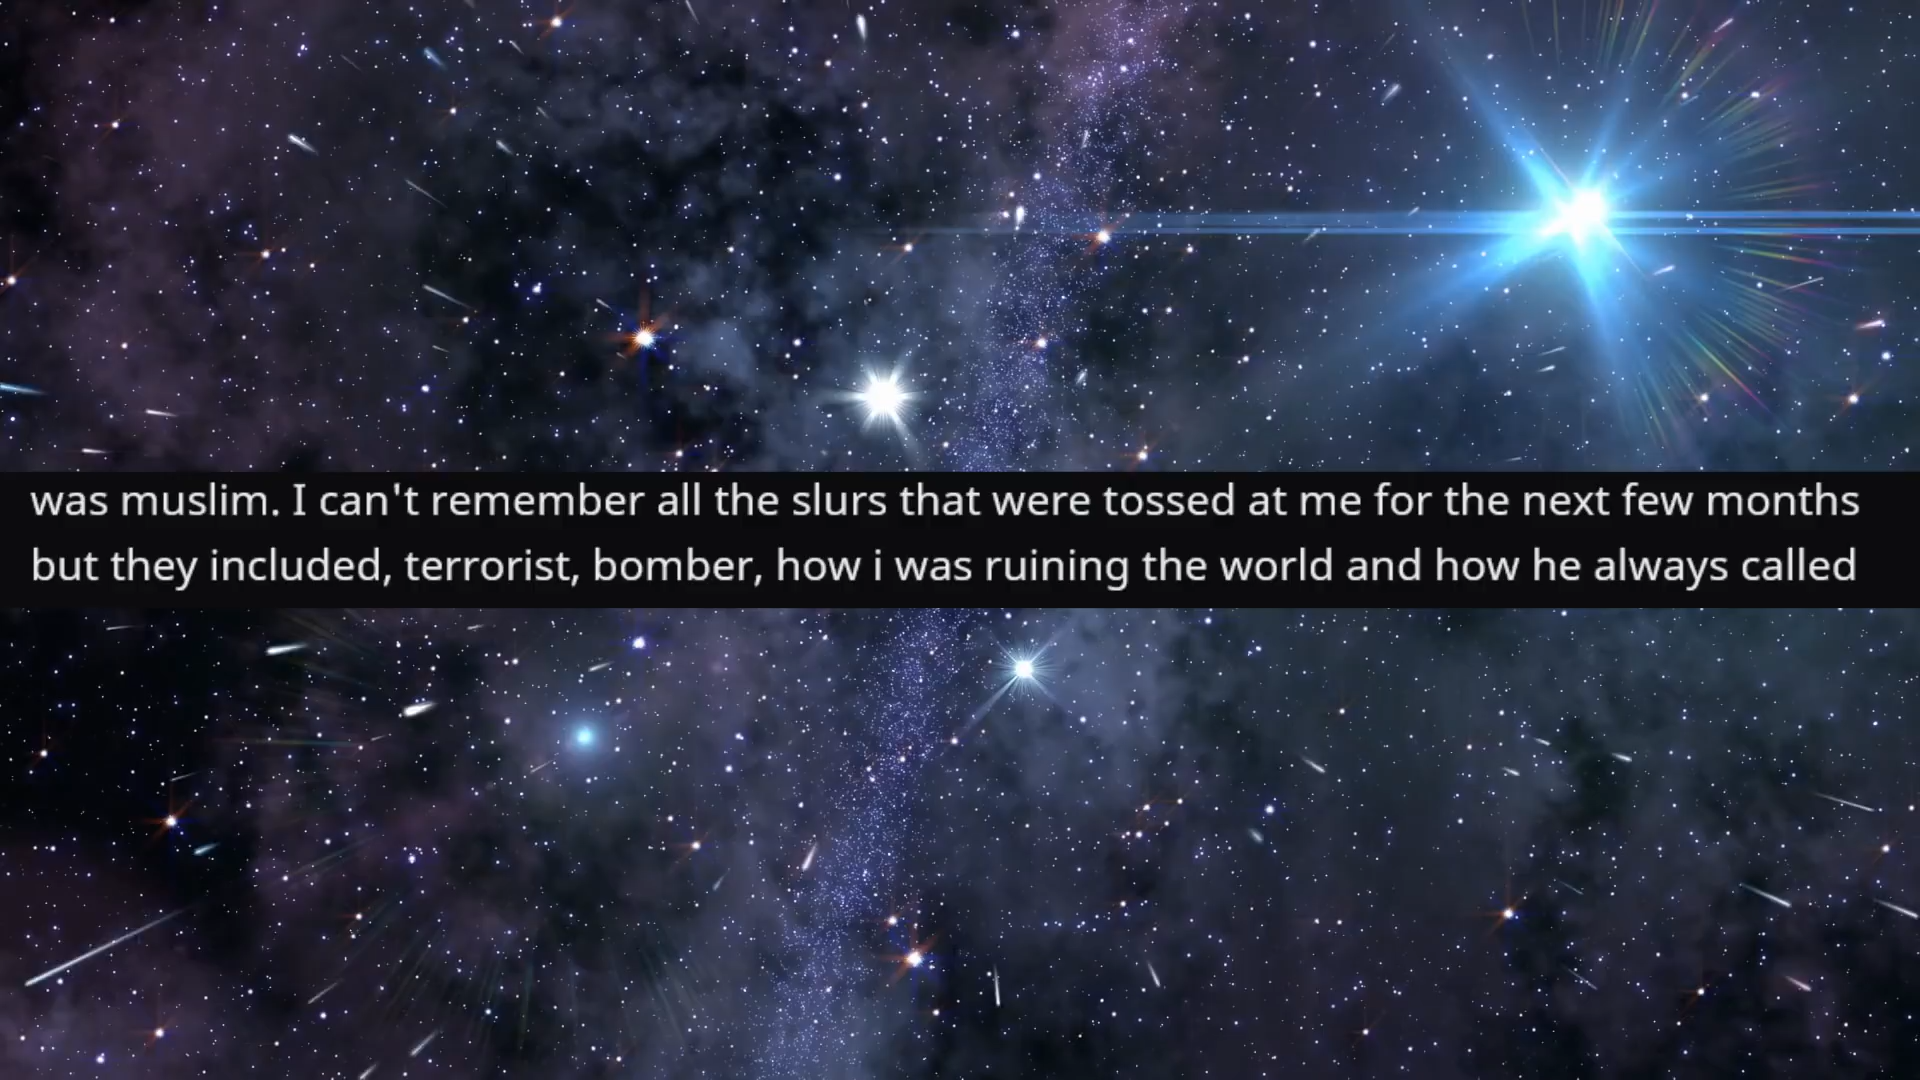 was muslim. I can't remember all the slurs that were tossed at me for the next few months
but they included, terrorist, bomber, how i was ruining the world and how he always called